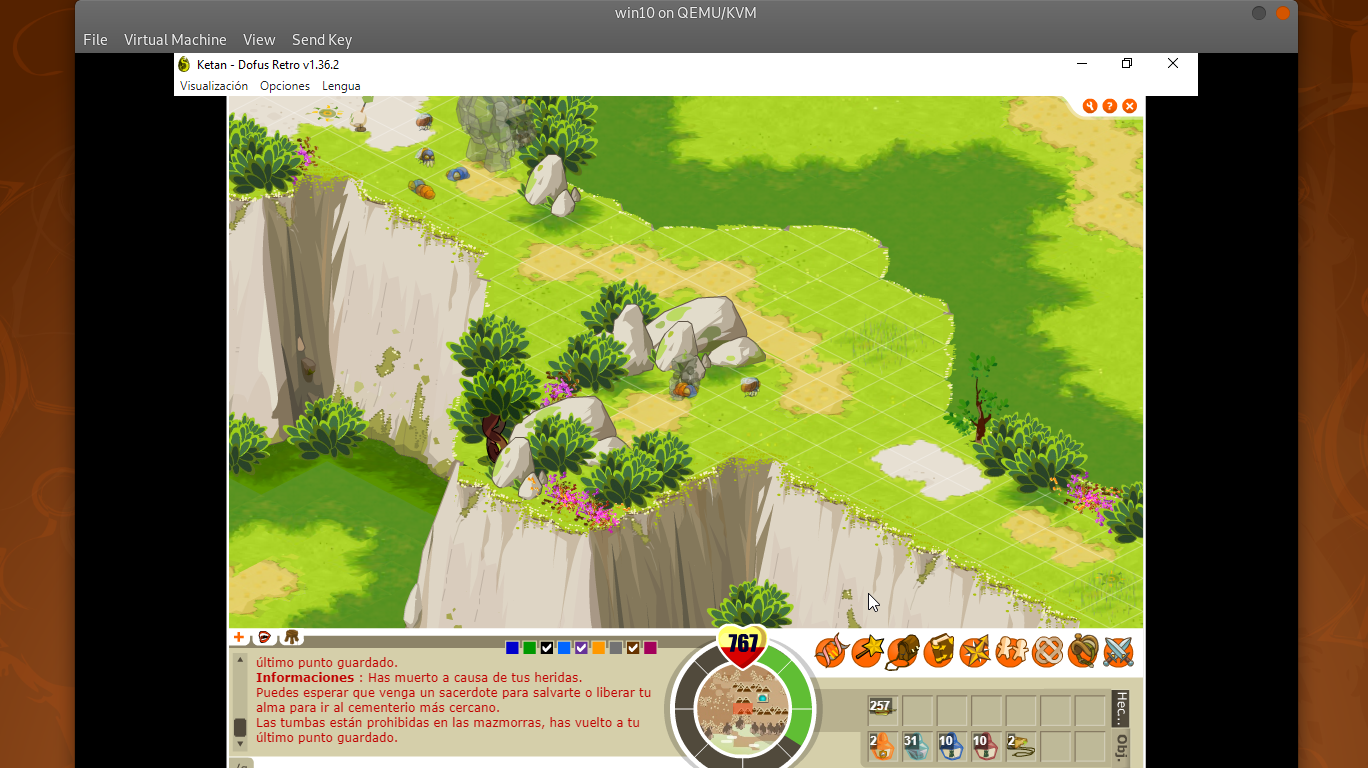 win10 on QEMU/KVM
File Virtual Machine View Send Key
Ketan - Dofus Retro v1.36.2
Visualización Opciones Lengua
?
767
último punto guardado.
Informaciones : Has muerto a causa de tus heridas.
Puedes esperar que venga un sacerdote para salvarte o liberar tu
alma para ir al cementerio más cercano.
Las tumbas están prohibidas en las mazmorras, has vuelto a tu
último punto guardado.
257
Hec...
2 31 10 10 2
Obj.